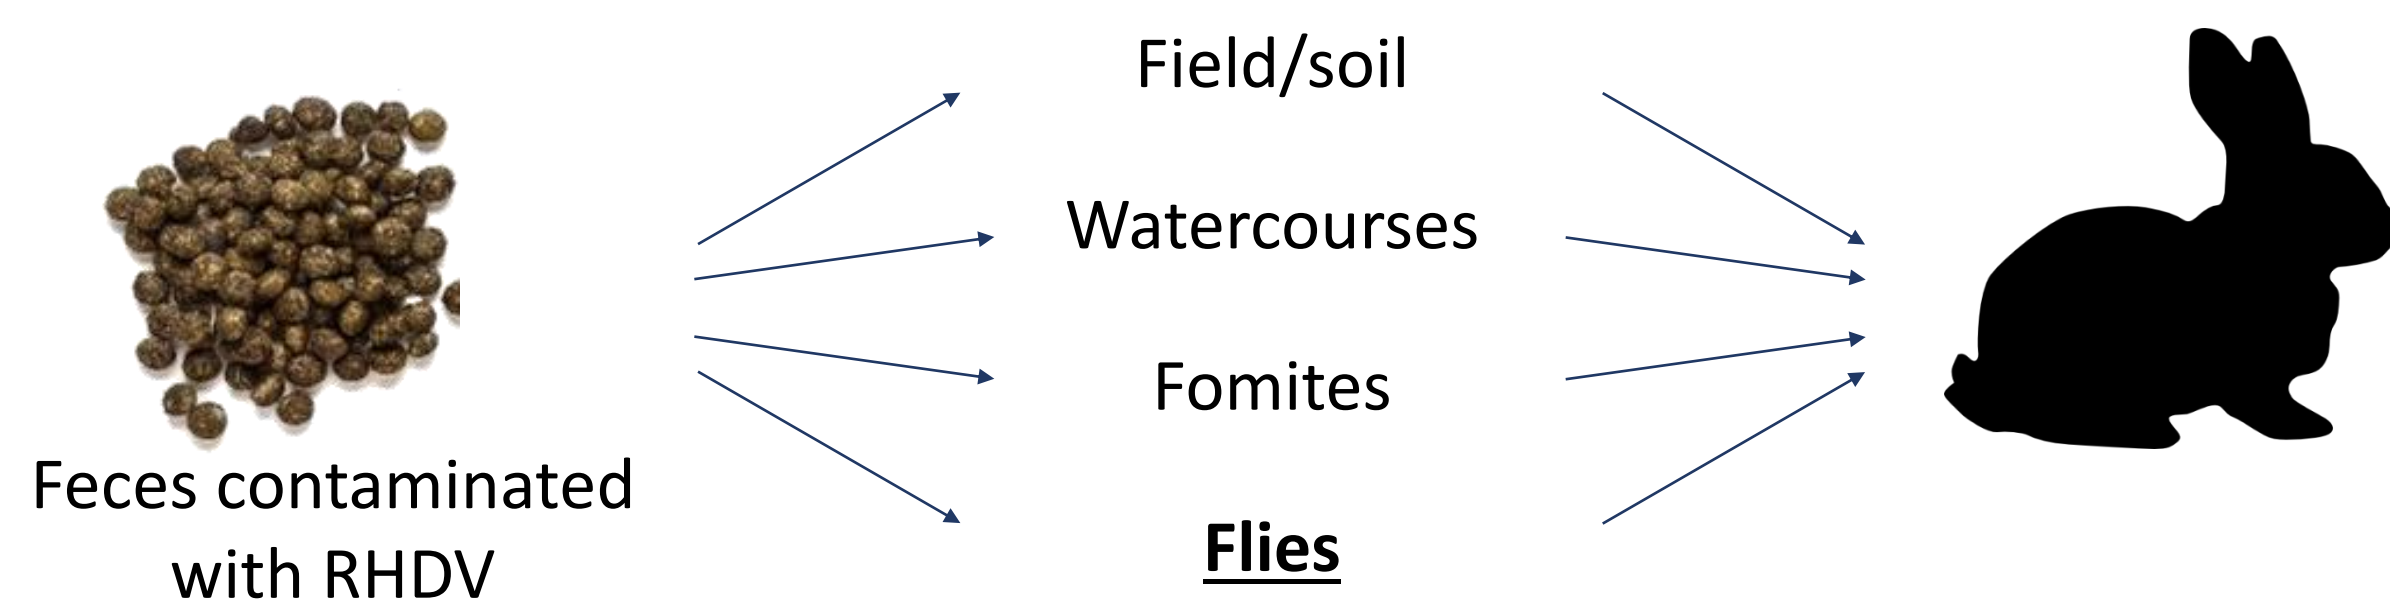 Field/soil
Watercourses
Fomites
Flies
Feces contaminated
with RHDV